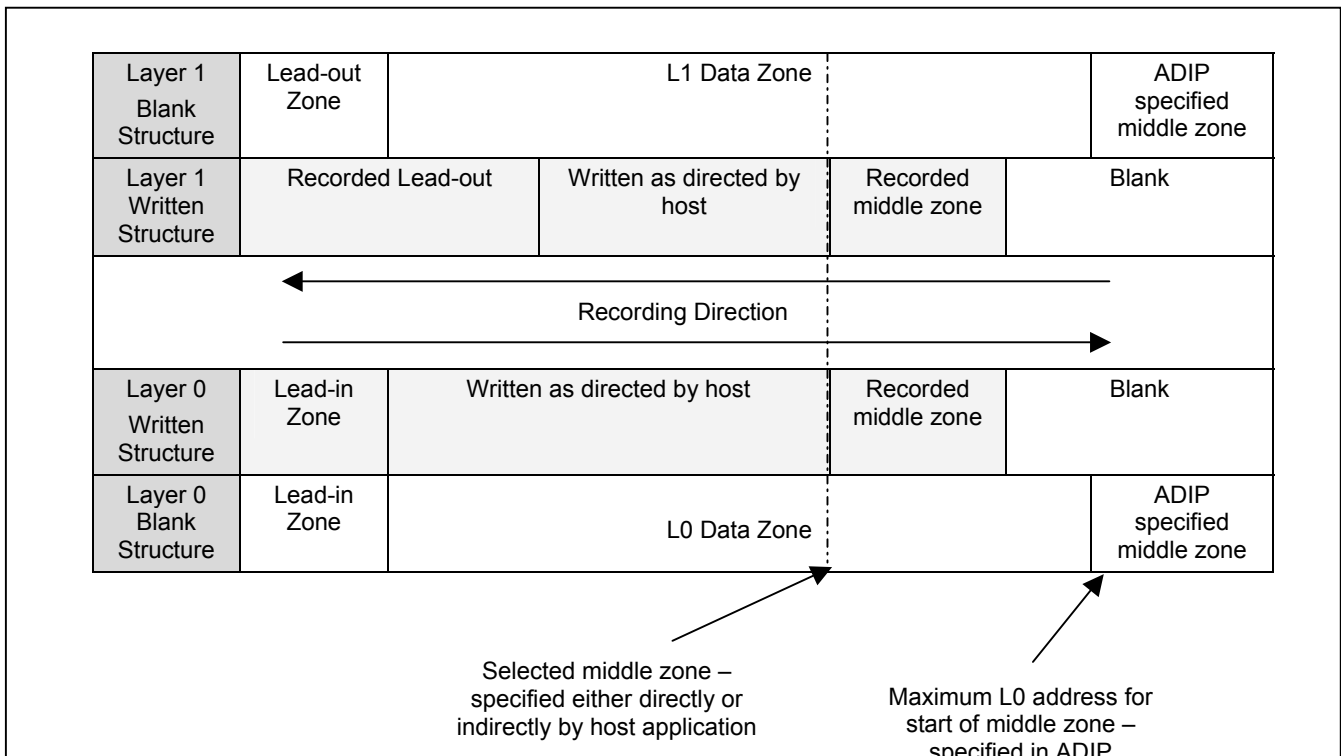 Layer 1
Blank
Structure
Lead-out
Zone
L1 Data Zone
ADIP
specified
middle zone
Layer 1
Written
Structure
Recorded Lead-out
Written as directed by
host
Recorded
middle zone
Blank
Recording Direction
Layer 0
Written
Structure
Lead-in
Zone
Written as directed by host
Recorded
middle zone
Blank
Layer 0
Blank
Structure
Lead-in
Zone
L0 Data Zone
ADIP
specified
middle zone
Selected middle zone –
specified either directly or
indirectly by host application
Maximum L0 address for
start of middle zone –
specified in ADIP